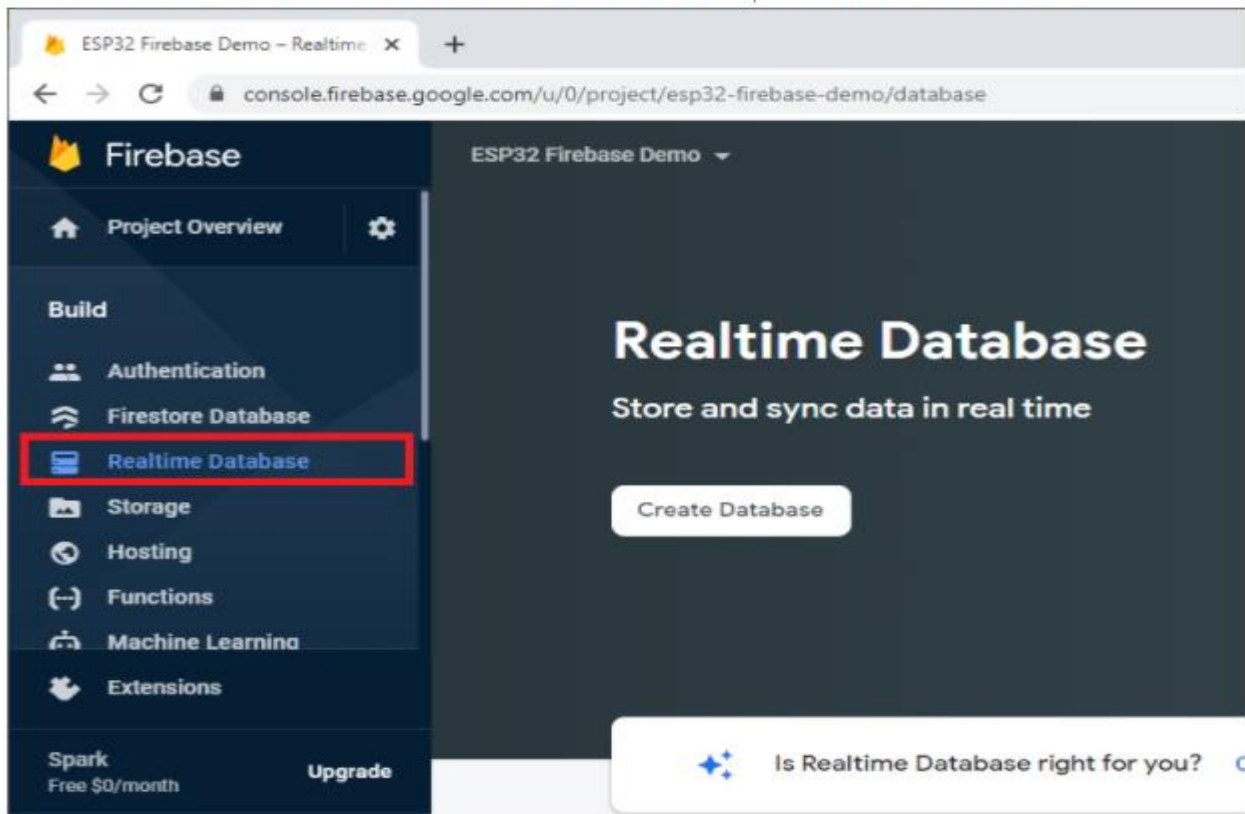 ESP32 Firebase Demo – Realtime
console.firebase.google.com/u/0/project/esp32-firebase-demo/database
Firebase
ESP32 Firebase Demo
Project Overview
Build
Authentication
Firestore Database
Realtime Database
Storage
Hosting
Functions
Machine Learning
Extensions
Spark
Free $0/month
Upgrade
Realtime Database
Store and sync data in real time
Create Database
Is Realtime Database right for you?